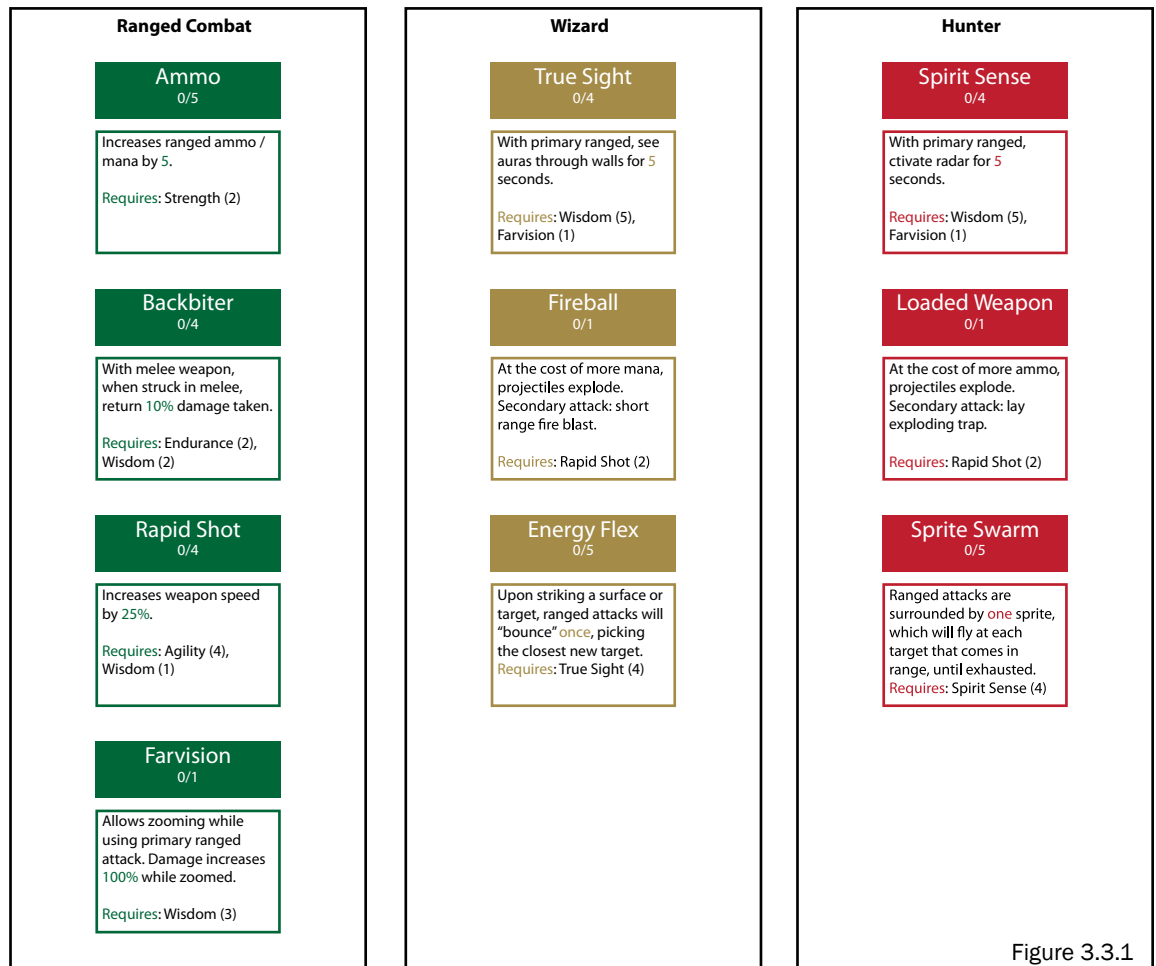 Ranged Combat
Ammo
0/5
Increases ranged ammo /
mana by 5.
Requires: Strength (2)
Backbiter
0/4
With melee weapon,
when struck in melee,
return 10% damage taken.
Requires: Endurance (2),
Wisdom (2)
Rapid Shot
0/4
Increases weapon speed
by 25%.
Requires: Agility (4),
Wisdom (1)
Farvision
0/1
Allows zooming while
using primary ranged
attack. Damage increases
100% while zoomed.
Requires: Wisdom (3)
Wizard
True Sight
0/4
With primary ranged, see
auras through walls for 5
seconds.
Requires: Wisdom (5),
Farvision (1)
Fireball
0/1
At the cost of more mana,
projectiles explode.
Secondary attack: short
range fire blast.
Requires: Rapid Shot (2)
Energy Flex
0/5
Upon striking a surface or
target, ranged attacks will
“bounce” once, picking
the closest new target.
Requires: True Sight (4)
Hunter
Spirit Sense
0/4
With primary ranged,
ctivate radar for 5
seconds.
Requires: Wisdom (5),
Farvision (1)
Loaded Weapon
0/1
At the cost of more ammo,
projectiles explode.
Secondary attack: lay
exploding trap.
Requires: Rapid Shot (2)
Sprite Swarm
0/5
Ranged attacks are
surrounded by one sprite,
which will fly at each
target that comes in
range, until exhausted.
Requires: Spirit Sense (4)
Figure 3.3.1